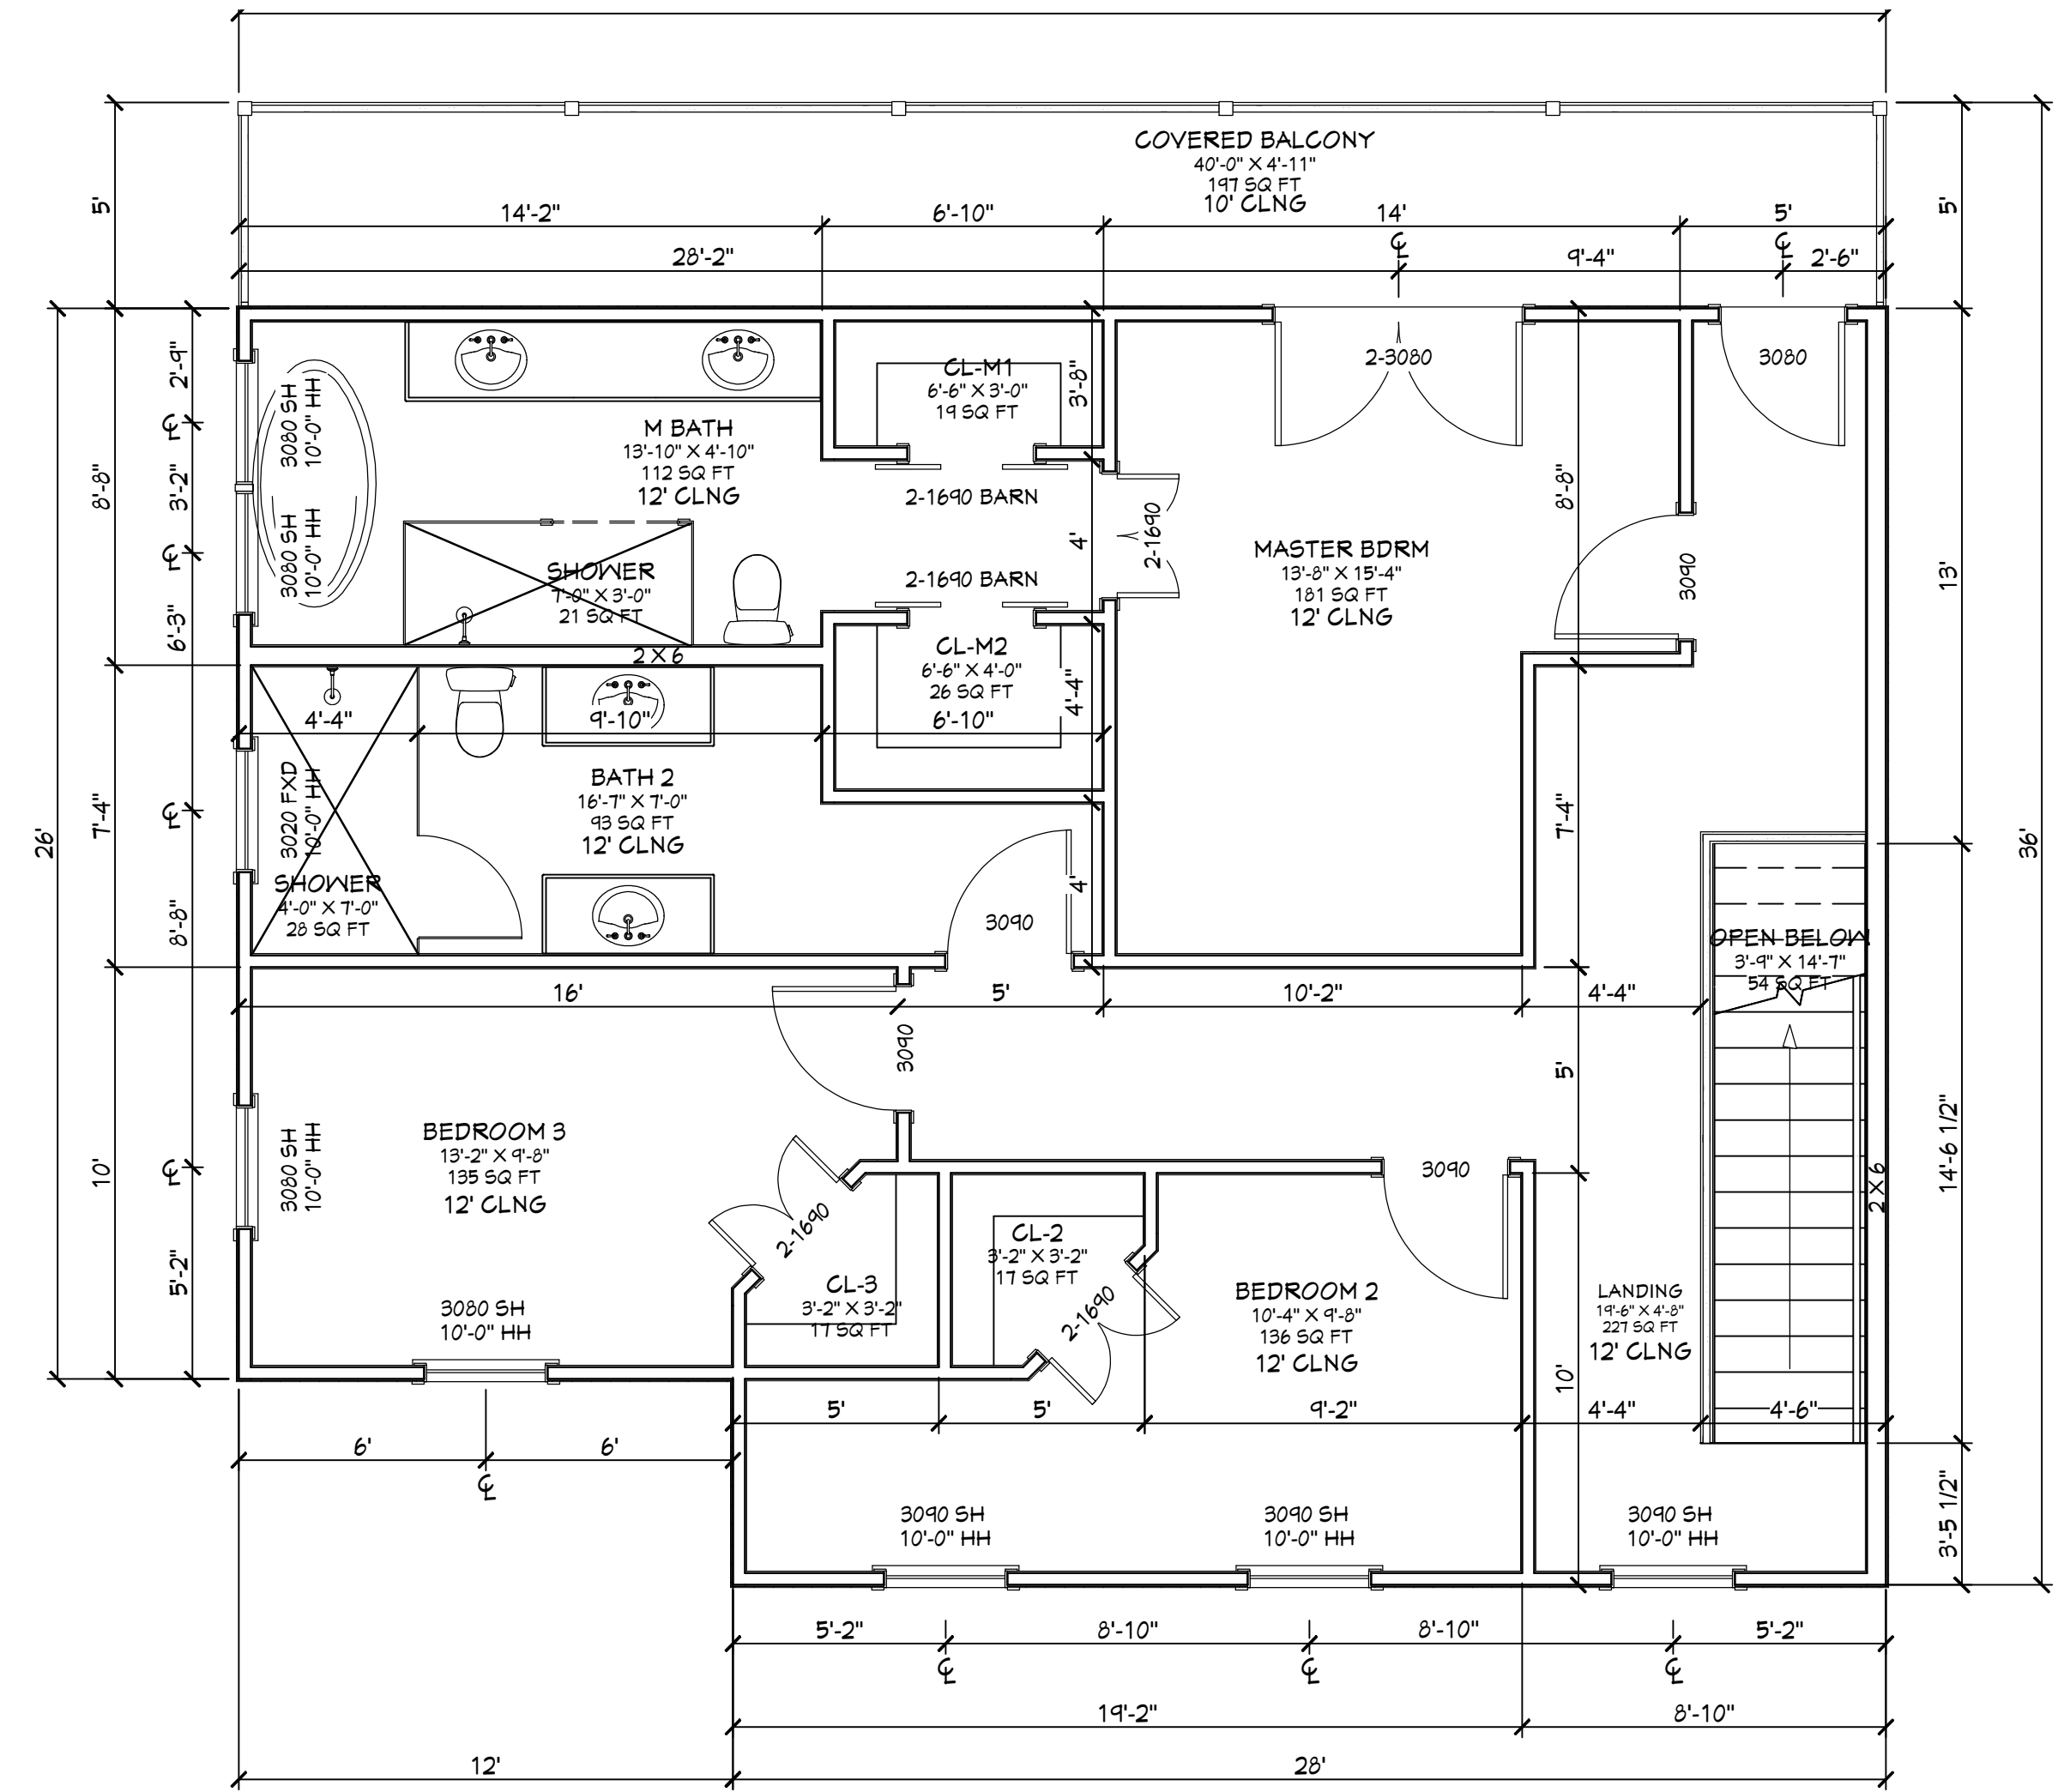 COVERED BALCONY
40'-0" X 4'-11"
197 SQ FT
10' CLNG
5'
5'
14'-2"
6'-10"
14'
5'
28'-2"
℄
9'-4"
℄
2'-6"
2'-9"
℄
3'-2"
℄
6'-3"
℄
8'-8"
℄
5'-2"
8'-8"
7'-4"
10'
26'
3080 SH
10'-0" HH
3080 SH
10'-0" HH
M BATH
13'-10" X 4'-10"
112 SQ FT
12' CLNG
SHOWER
7'-0" X 3'-0"
21 SQ FT
2 X 6
CL-M1
6'-6" X 3'-0"
19 SQ FT
3'-8"
2-1690 BARN
4'
2-1690
2-1690 BARN
CL-M2
6'-6" X 4'-0"
26 SQ FT
4'-4"
6'-10"
2-3080
3080
MASTER BDRM
13'-8" X 15'-4"
181 SQ FT
12' CLNG
8'-8"
3090
13'
36'
4'-4"
9'-10"
3020 FXD
10'-0" HH
SHOWER
4'-0" X 7'-0"
28 SQ FT
BATH 2
16'-7" X 7'-0"
93 SQ FT
12' CLNG
3090
4'
7'-4"
OPEN BELOW
3'-9" X 14'-7"
54 SQ FT
16'
5'
10'-2"
4'-4"
3090
5'
BEDROOM 3
13'-2" X 9'-8"
135 SQ FT
12' CLNG
3080 SH
10'-0" HH
3080 SH
10'-0" HH
2-1690
CL-3
3'-2" X 3'-2"
17 SQ FT
CL-2
3'-2" X 3'-2"
17 SQ FT
2-1690
3090
BEDROOM 2
10'-4" X 9'-8"
136 SQ FT
12' CLNG
10'
LANDING
19'-6" X 4'-8"
227 SQ FT
12' CLNG
2 X 6
14'-6 1/2"
3'-5 1/2"
5'
5'
9'-2"
4'-4"
4'-6"
6'
℄
6'
3090 SH
10'-0" HH
3090 SH
10'-0" HH
3090 SH
10'-0" HH
5'-2"
℄
8'-10"
℄
8'-10"
℄
5'-2"
19'-2"
8'-10"
12'
28'